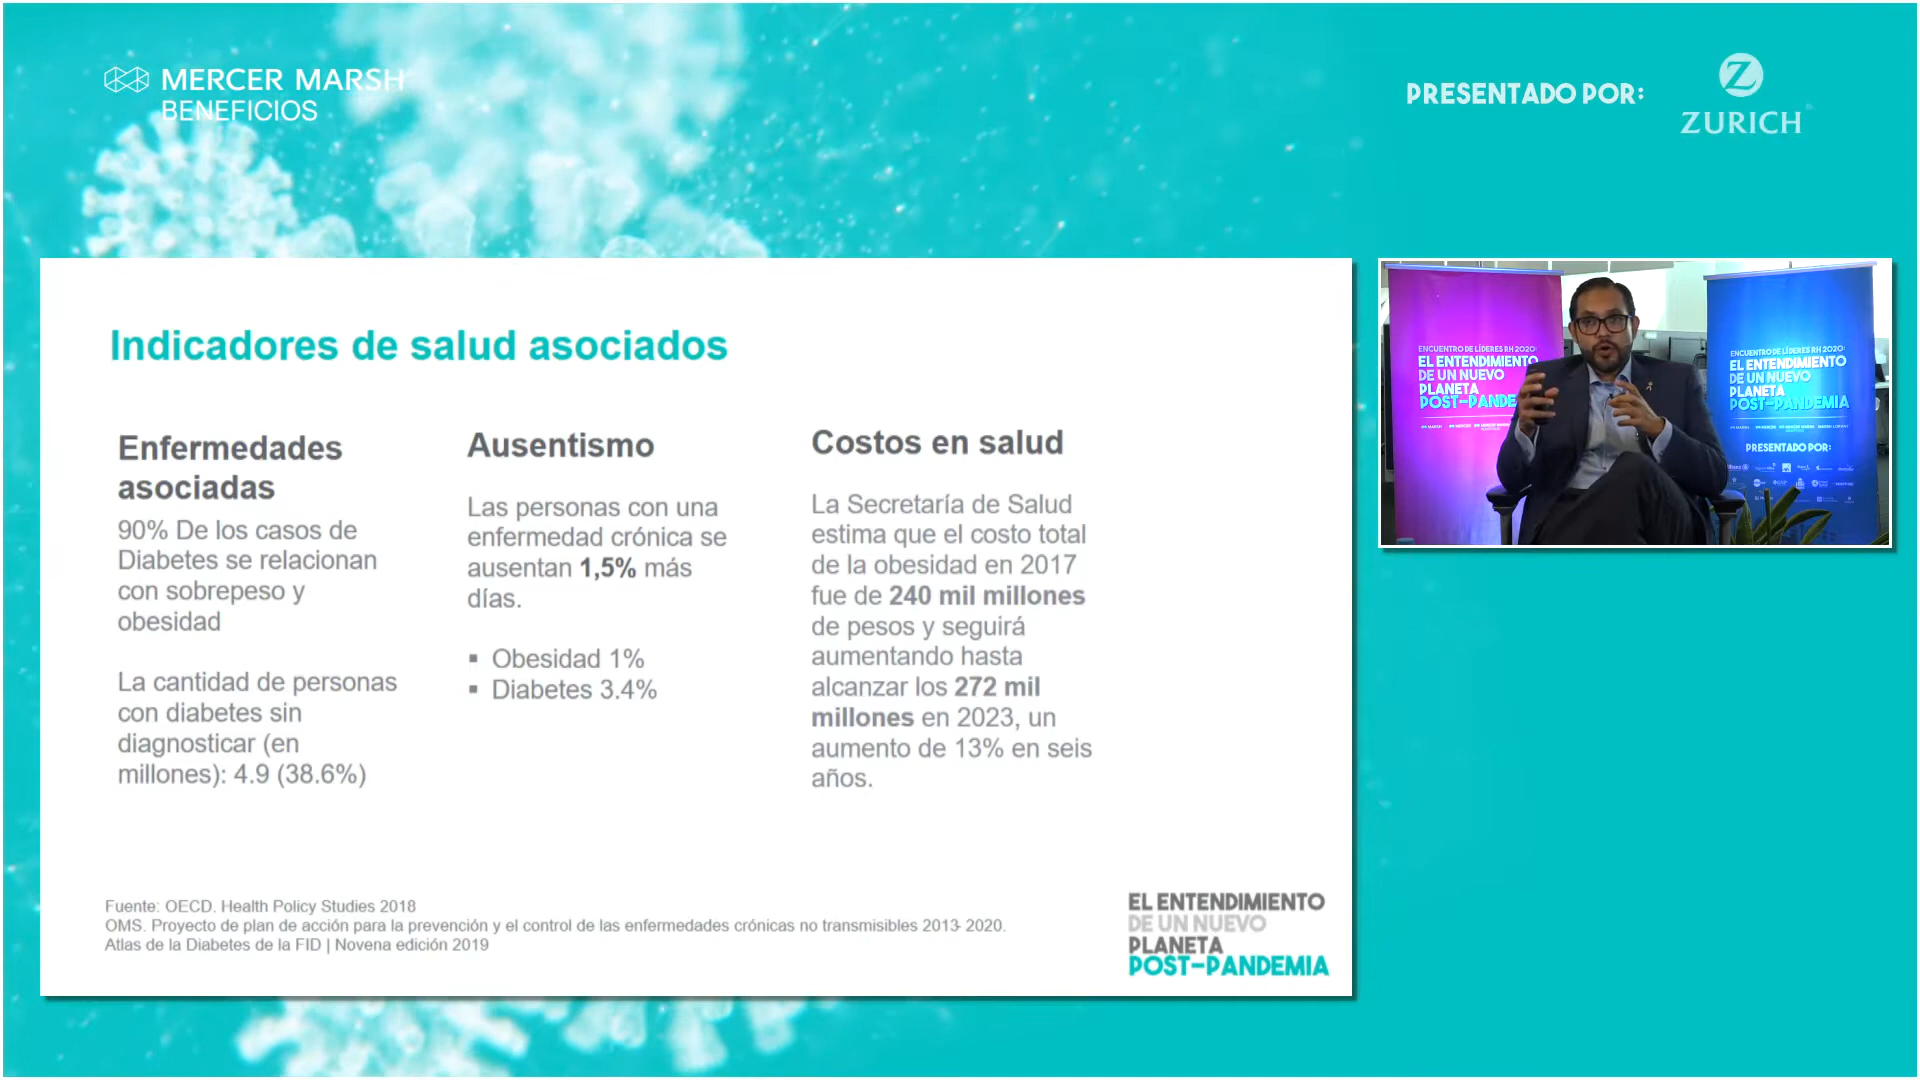 MERCER MARSH
BENEFICIOS
PRESENTADO POR:
Z
ZURICH
Indicadores de salud asociados
Enfermedades
asociadas
90% De los casos de
Diabetes se relacionan
con sobrepeso y
obesidad
La cantidad de personas
con diabetes sin
diagnosticar (en
millones): 4.9 (38.6%)
Ausentismo
Las personas con una
enfermedad crónica se
ausentan 1,5% más
días.
▪ Obesidad 1%
▪ Diabetes 3.4%
Costos en salud
La Secretaría de Salud
estima que el costo total
de la obesidad en 2017
fue de 240 mil millones
de pesos y seguirá
aumentando hasta
alcanzar los 272 mil
millones en 2023, un
aumento de 13% en seis
años.
Fuente: OECD. Health Policy Studies 2018
OMS. Proyecto de plan de acción para la prevención y el control de las enfermedades crónicas no transmisibles 2013- 2020.
Atlas de la Diabetes de la FID | Novena edición 2019
EL ENTENDIMIENTO
DE UN NUEVO
PLANETA
POST-PANDEMIA
ENCUENTRO DE LÍDERES RH 2020:
EL ENTENDIMIENTO
DE UN NUEVO
PLANETA
POST-PANDE
ENCUENTRO DE LÍDERES RH 2020:
EL ENTENDIMIENTO
DE UN NUEVO
PLANETA
POST-PANDEMIA
PRESENTADO POR: